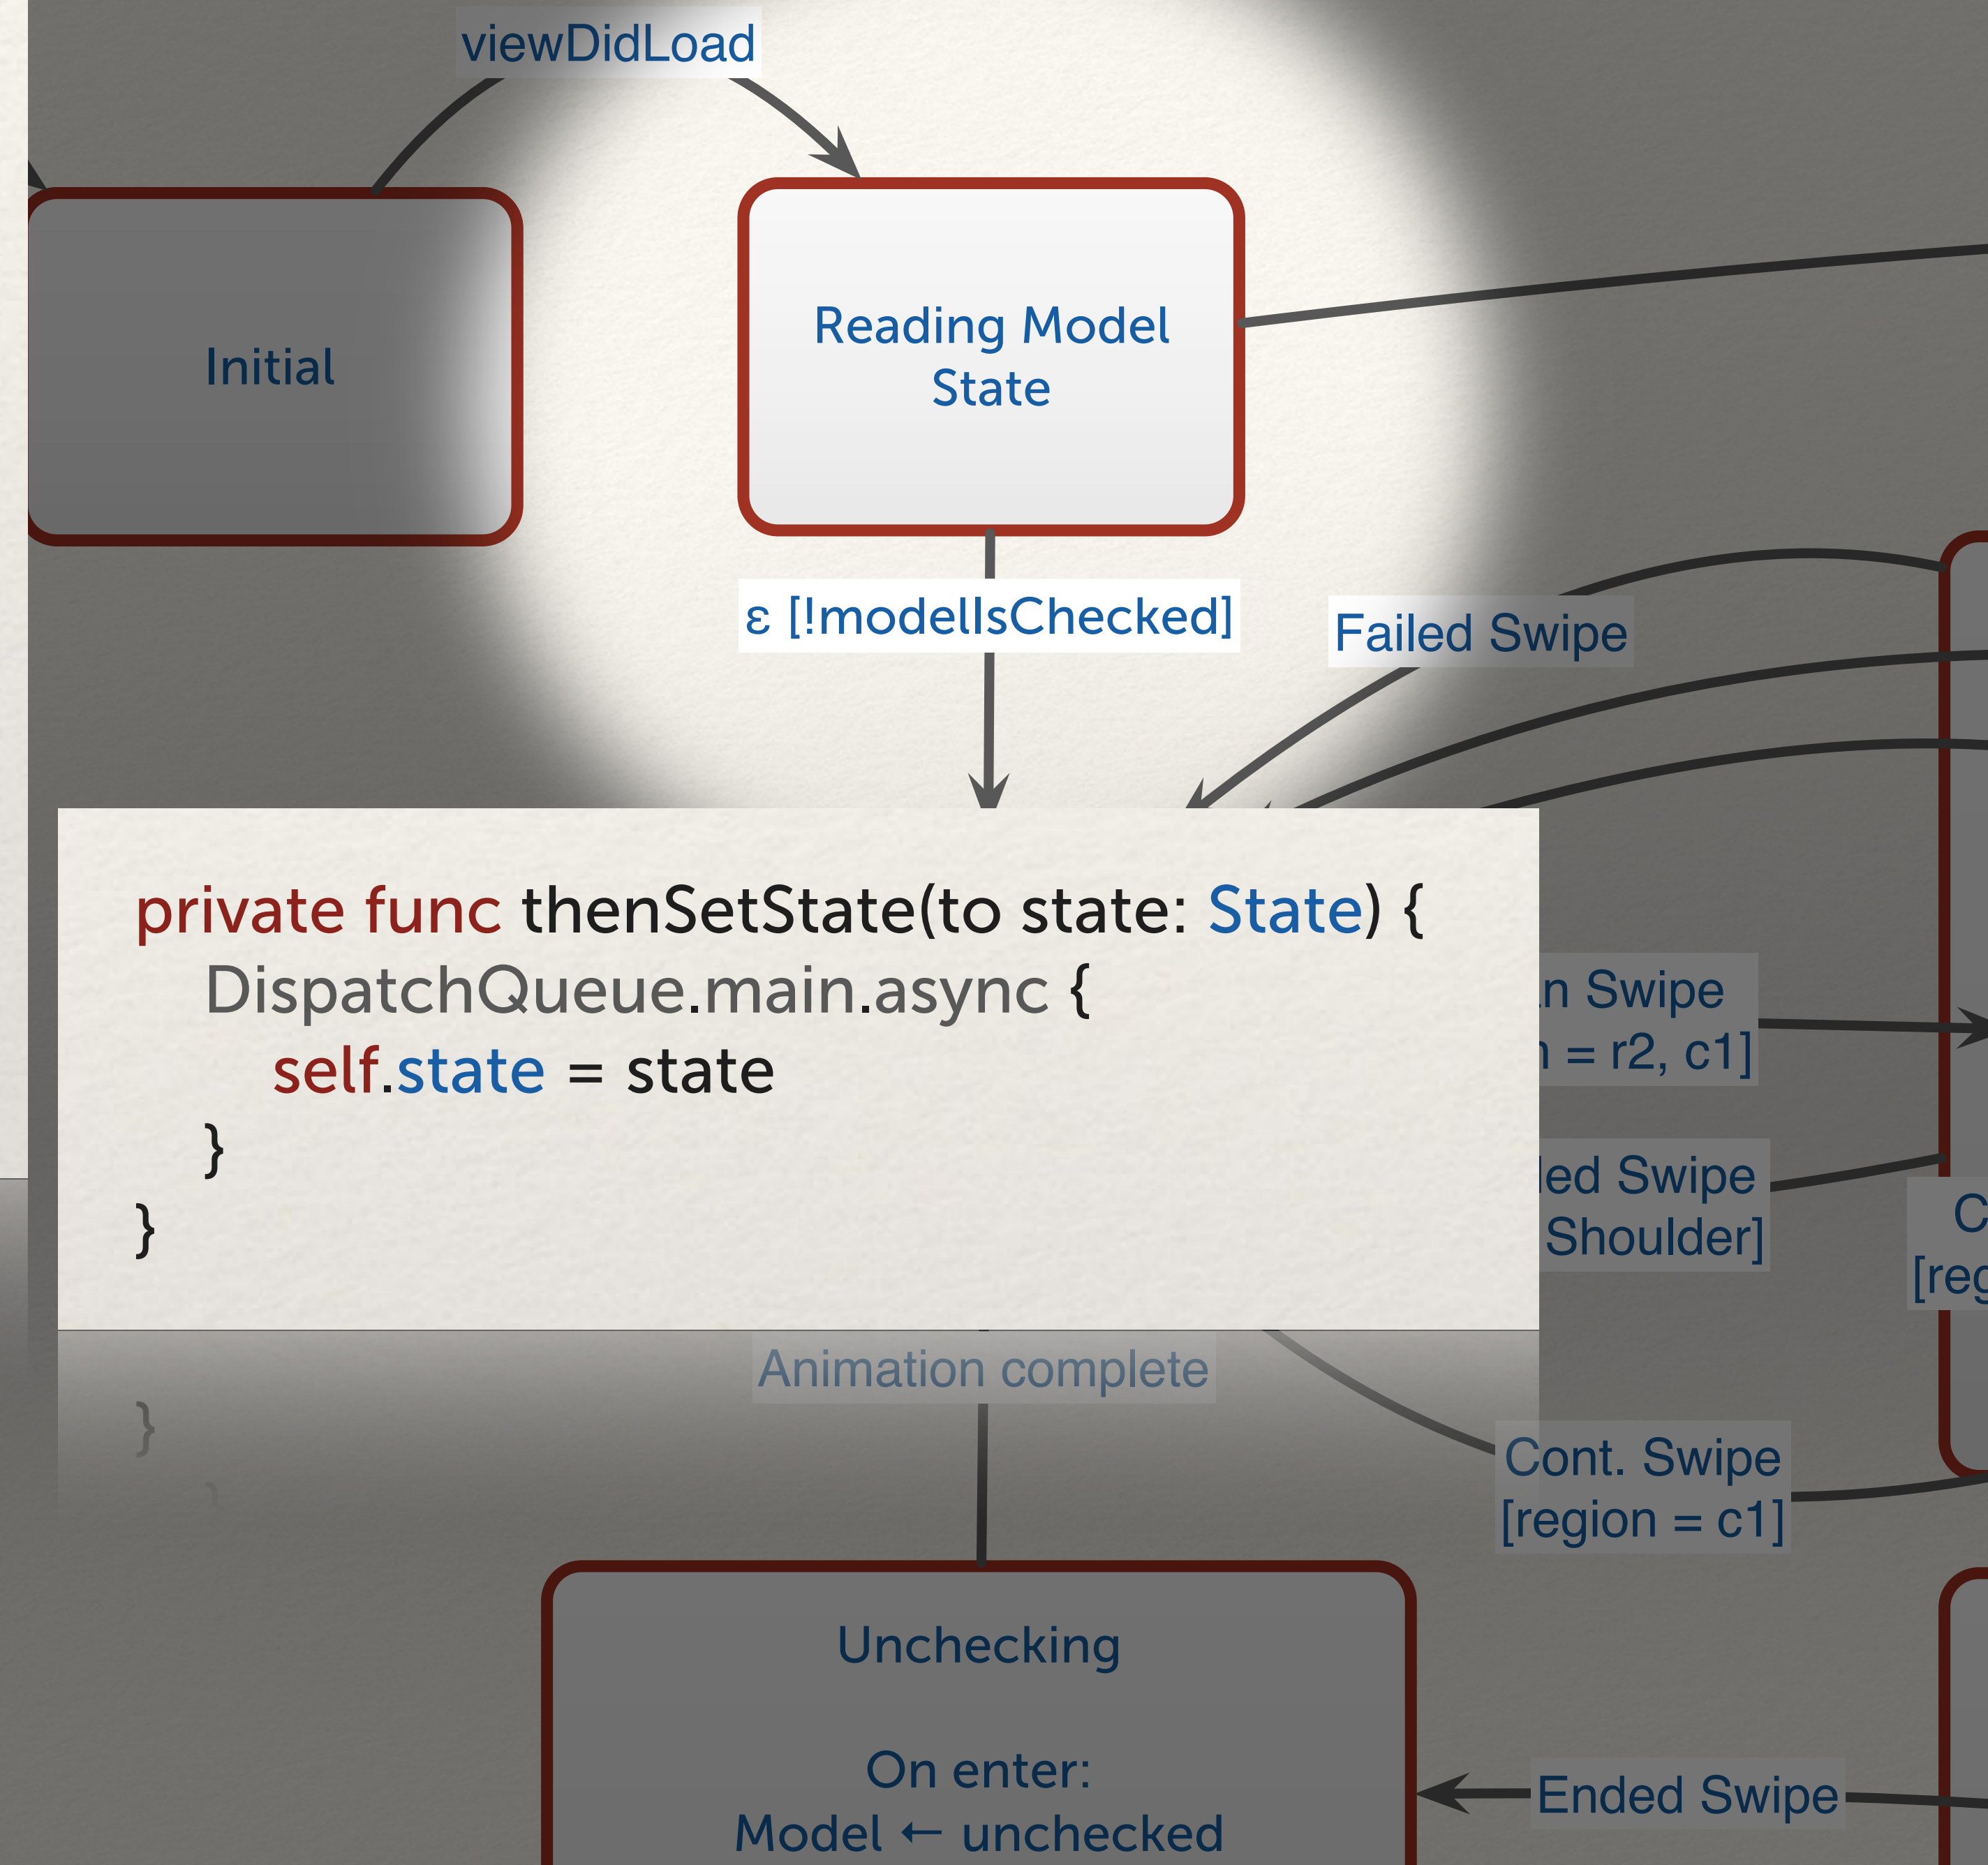 viewDidLoad
Initial
Reading Model
State
ε [!modelIsChecked]
Failed Swipe
private func thenSetState(to state: State) {
DispatchQueue.main.async {
self.state = state
}
}
Swipe
= r2, c1]
Swipe
Shoulder]
Animation complete
Cont. Swipe
[region = c1]
Unchecking
On enter:
Model ← unchecked
Ended Swipe